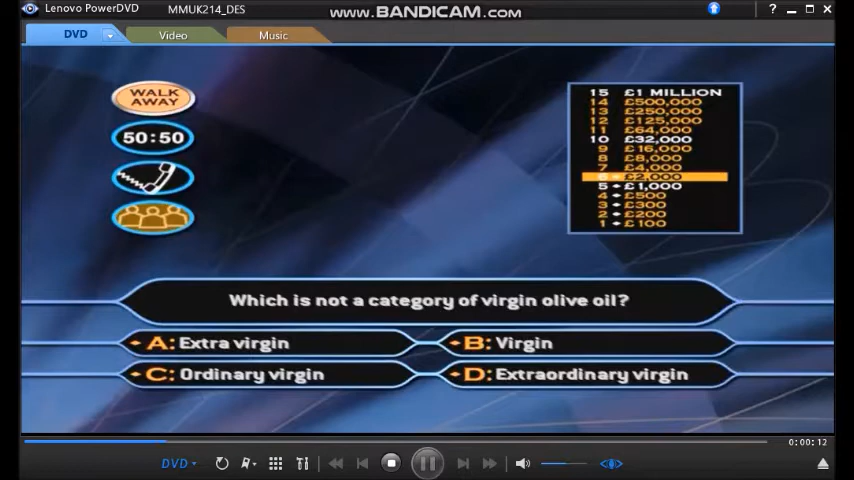 Lenovo PowerDVD
MMUK214_DES
www.BANDICAM.com
DVD
Video
Music
WALK AWAY
50:50
15 £1 MILLION
14 £500,000
13 £250,000
12 £125,000
11 £64,000
10 £32,000
9 £16,000
8 £8,000
7 £4,000
6 £2,000
5 £1,000
4 £500
3 £300
2 £200
1 £100
Which is not a category of virgin olive oil?
A: Extra virgin
B: Virgin
C: Ordinary virgin
D: Extraordinary virgin
0:00:12
DVD